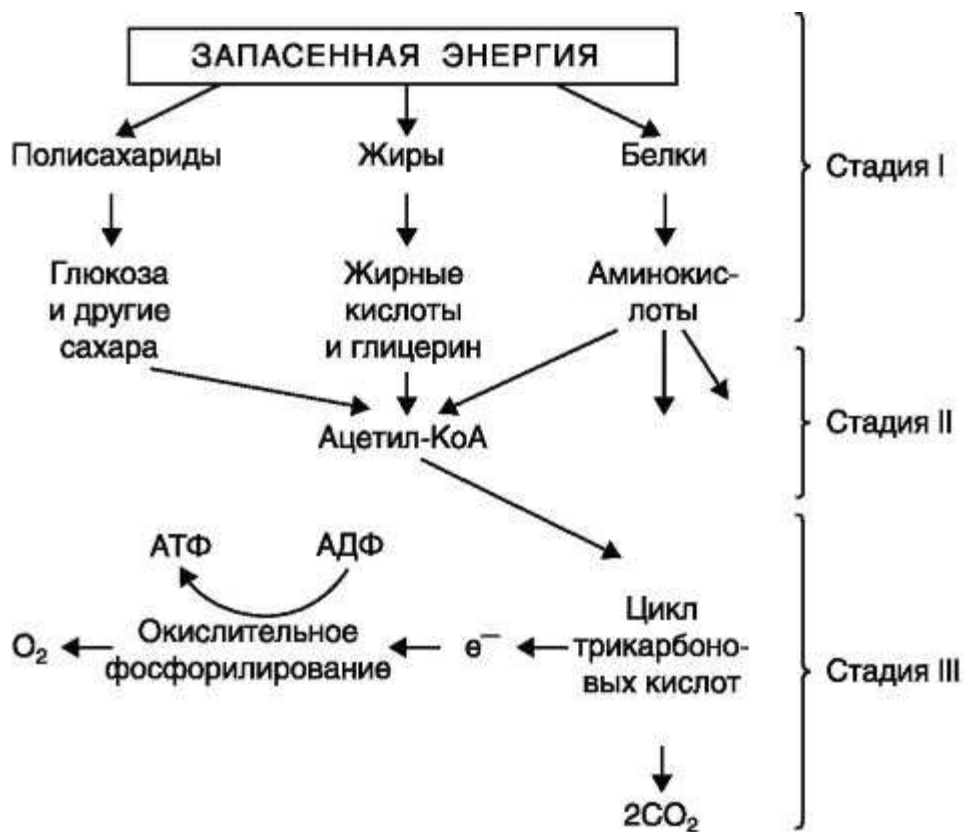 ЗАПАСЕННАЯ ЭНЕРГИЯ
Полисахариды
Жиры
Белки
Стадия I
Глюкоза
и другие
сахара
Жирные
кислоты
и глицерин
Аминокис-
лоты
Ацетил-КоА
Стадия II
АТФ
АДФ
O₂
Окислительное
фосфорилирование
e⁻
Цикл
трикарбоно-
вых кислот
Стадия III
2CO₂